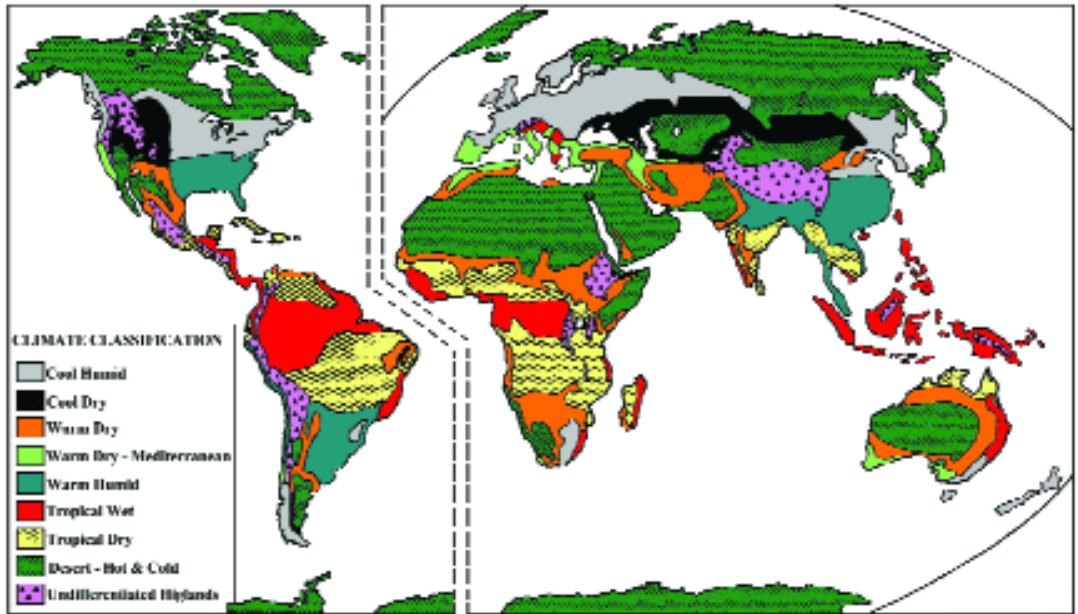 CLIMATE CLASSIFICATION
Cool Humid
Cool Dry
Warm Dry
Warm Dry - Mediterranean
Warm Humid
Tropical Wet
Tropical Dry
Desert - Hot & Cold
Undifferentiated Highlands